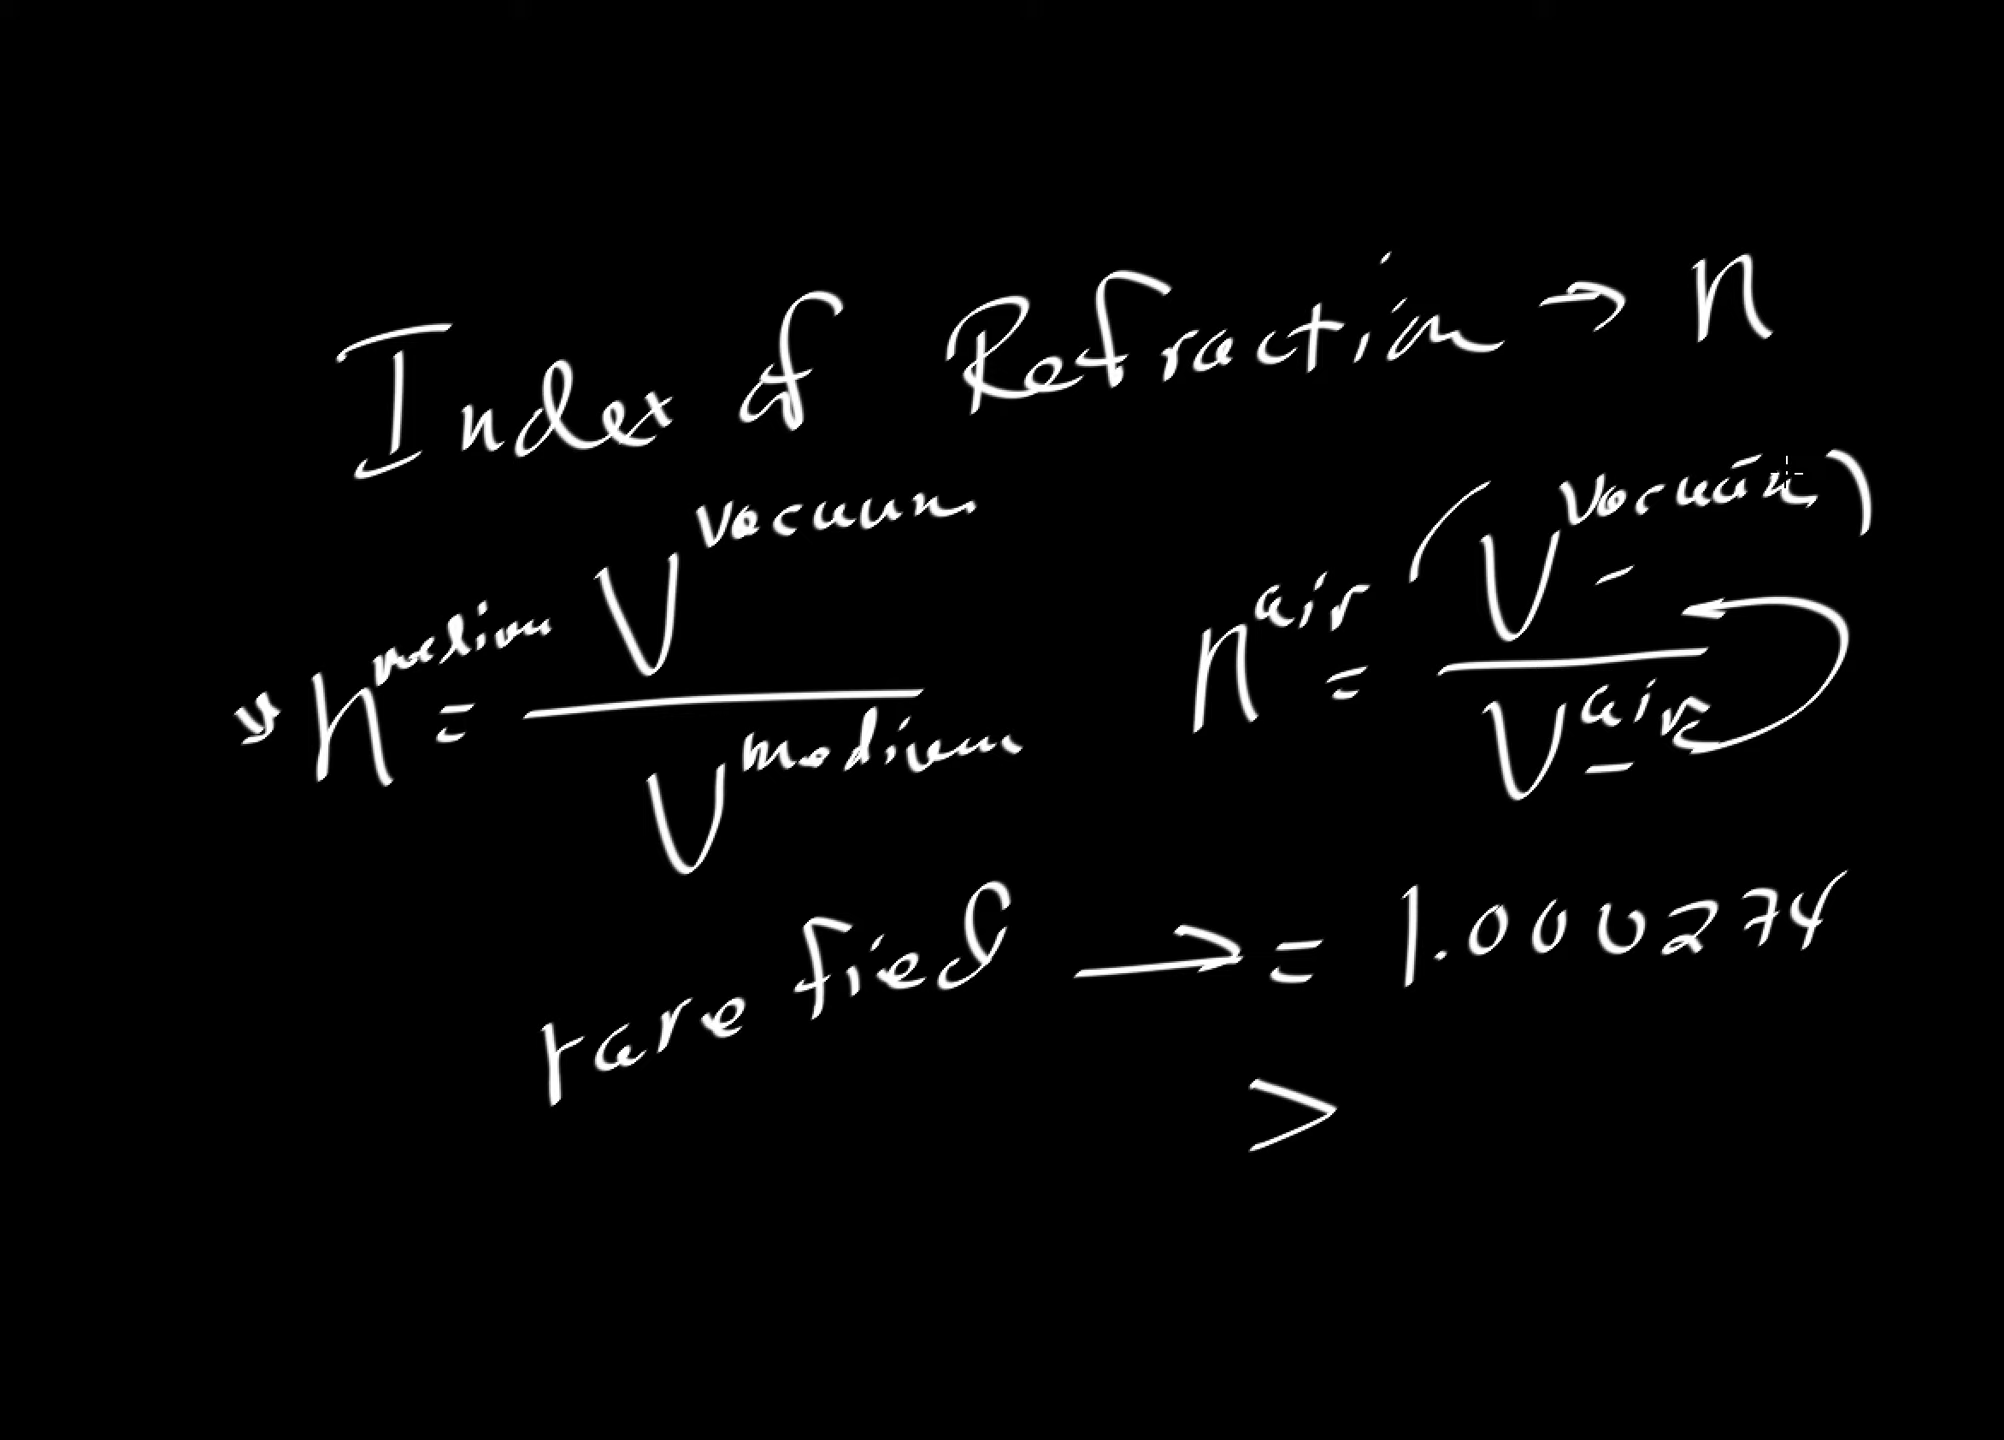 Index of Refraction → n
n^medium = V^vacuum / V^medium
n^air = (V^vacuum) / V^air
rarefied → = 1.000274
>